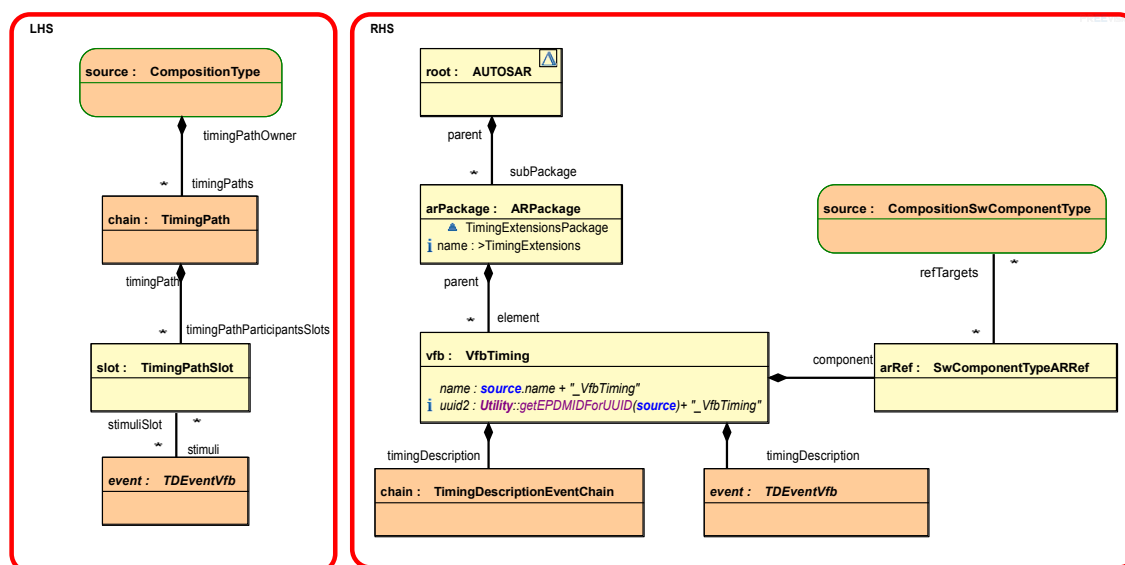 LHS
source : CompositionType
timingPathOwner
*
timingPaths
chain : TimingPath
timingPath
*
timingPathParticipantsSlots
slot : TimingPathSlot
stimuliSlot
*
*
stimuli
event : TDEventVfb
RHS
root : AUTOSAR
parent
*
subPackage
arPackage : ARPackage
TimingExtensionsPackage
i name : >TimingExtensions
parent
*
element
vfb : VfbTiming
name : source.name + "_VfbTiming"
i uuid2 : Utility::getEPDMIDForUUID(source)+ "_VfbTiming"
component
source : CompositionSwComponentType
*
refTargets
*
arRef : SwComponentTypeARRef
timingDescription
chain : TimingDescriptionEventChain
timingDescription
event : TDEventVfb